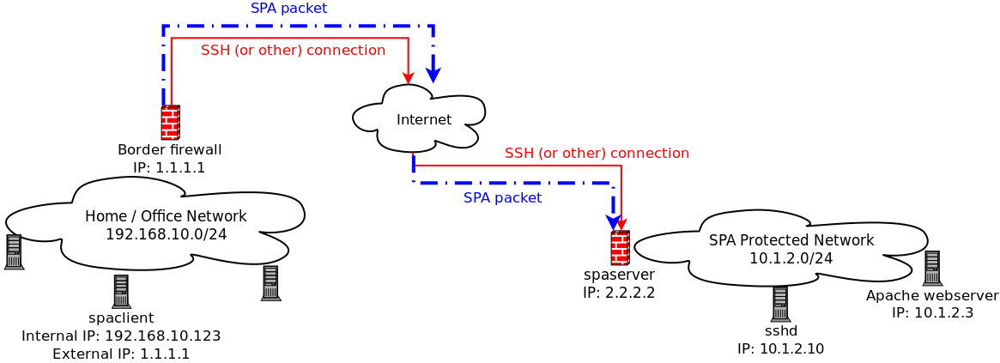 SPA packet
SSH (or other) connection
Internet
Border firewall
IP: 1.1.1.1
SSH (or other) connection
SPA packet
Home / Office Network
192.168.10.0/24
SPA Protected Network
10.1.2.0/24
spaserver
IP: 2.2.2.2
Apache webserver
IP: 10.1.2.3
spaclient
Internal IP: 192.168.10.123
External IP: 1.1.1.1
sshd
IP: 10.1.2.10